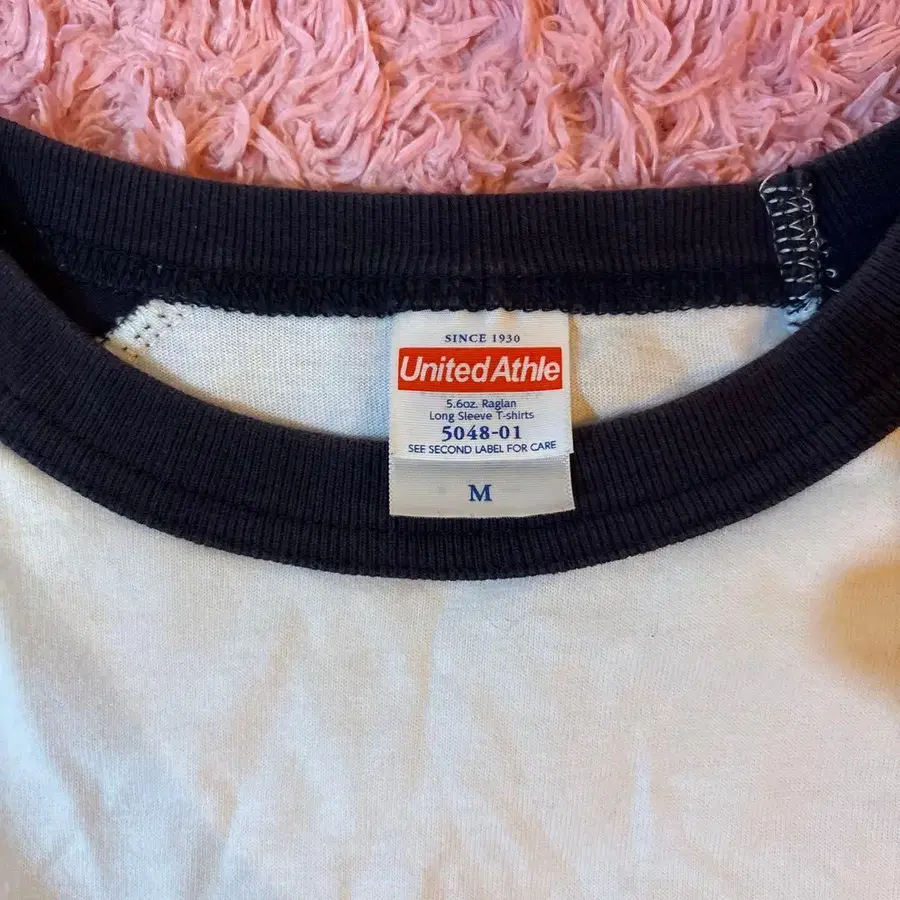 SINCE 1930
United Athle
5.6oz. Raglan
Long Sleeve T-shirts
5048-01
SEE SECOND LABEL FOR CARE
M